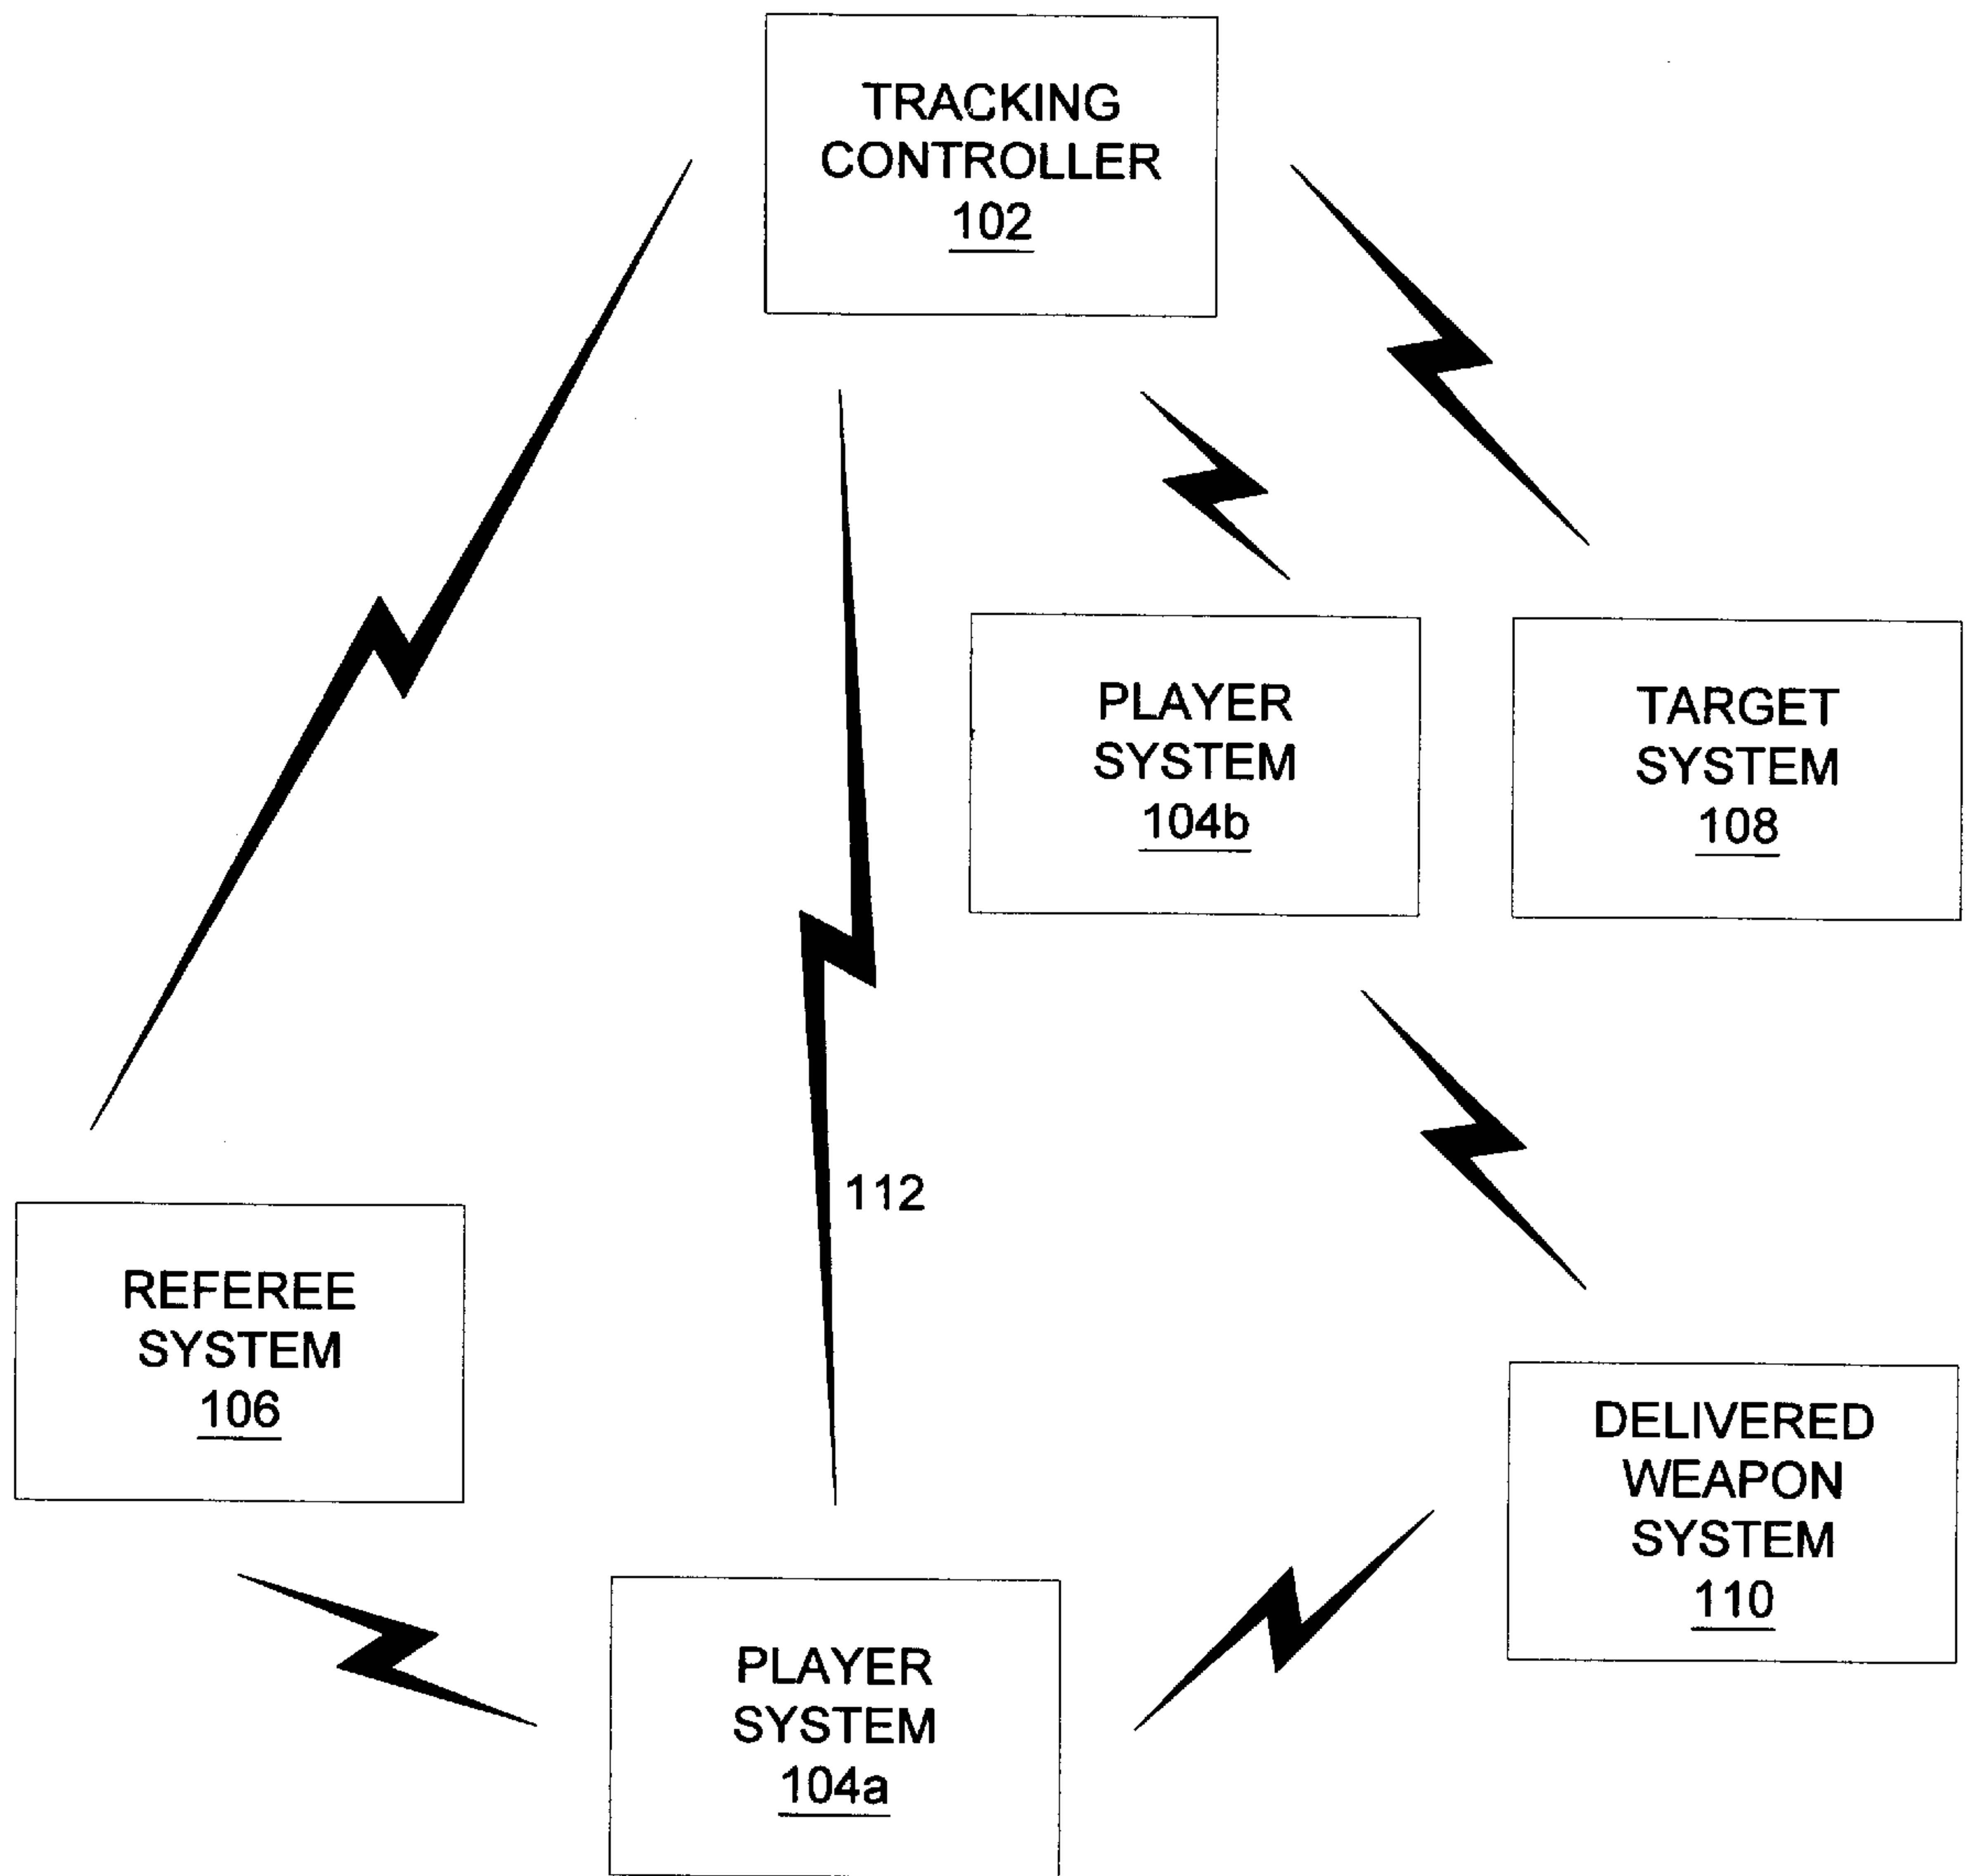 TRACKING
CONTROLLER
102
PLAYER
SYSTEM
104b
TARGET
SYSTEM
108
112
REFEREE
SYSTEM
106
DELIVERED
WEAPON
SYSTEM
110
PLAYER
SYSTEM
104a